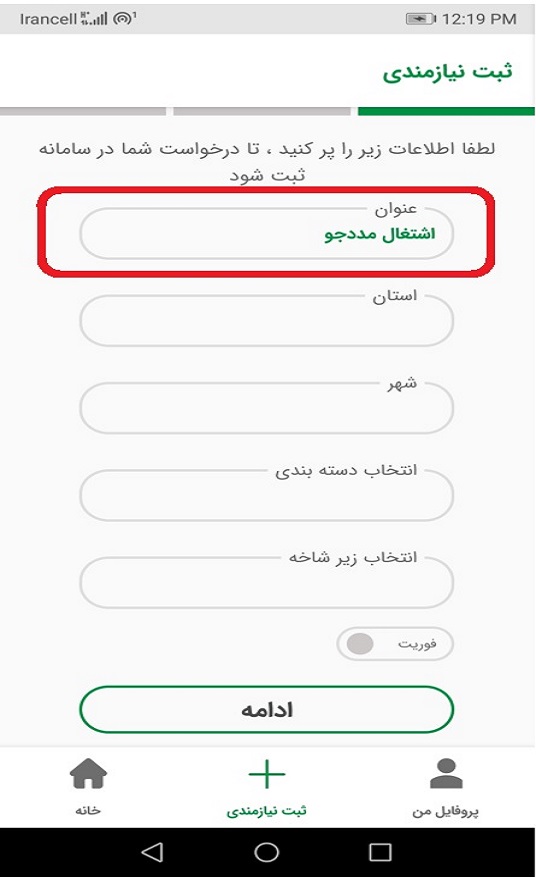 Irancell 12:19 PM
ثبت نیازمندی
لطفا اطلاعات زیر را پر کنید ، تا درخواست شما در سامانه
ثبت شود
عنوان
اشتغال مددجو
استان
شهر
انتخاب دسته بندی
انتخاب زیر شاخه
فوریت
ادامه
پروفایل من ثبت نیازمندی خانه